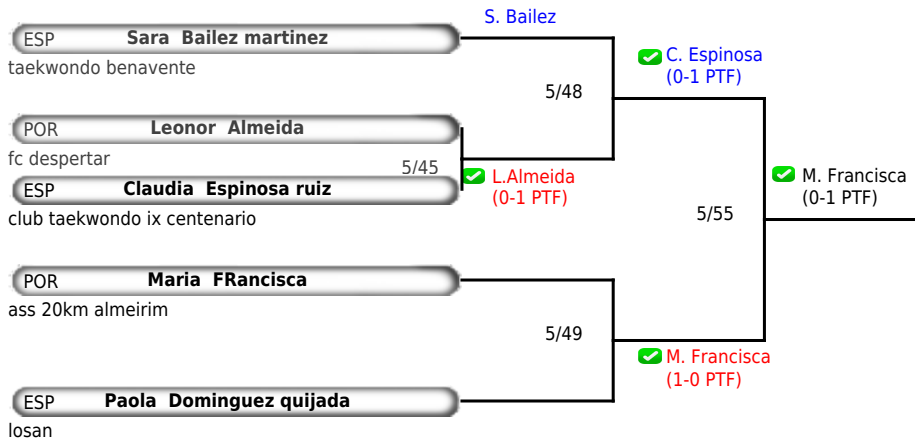 S. Bailez
ESP Sara Bailez martinez
taekwondo benavente
C. Espinosa
(0-1 PTF)
5/48
POR Leonor Almeida
fc despertar
5/45
L.Almeida
(0-1 PTF)
ESP Claudia Espinosa ruiz
club taekwondo ix centenario
M. Francisca
(0-1 PTF)
5/55
POR Maria FRancisca
ass 20km almeirim
5/49
M. Francisca
(1-0 PTF)
ESP Paola Dominguez quijada
losan